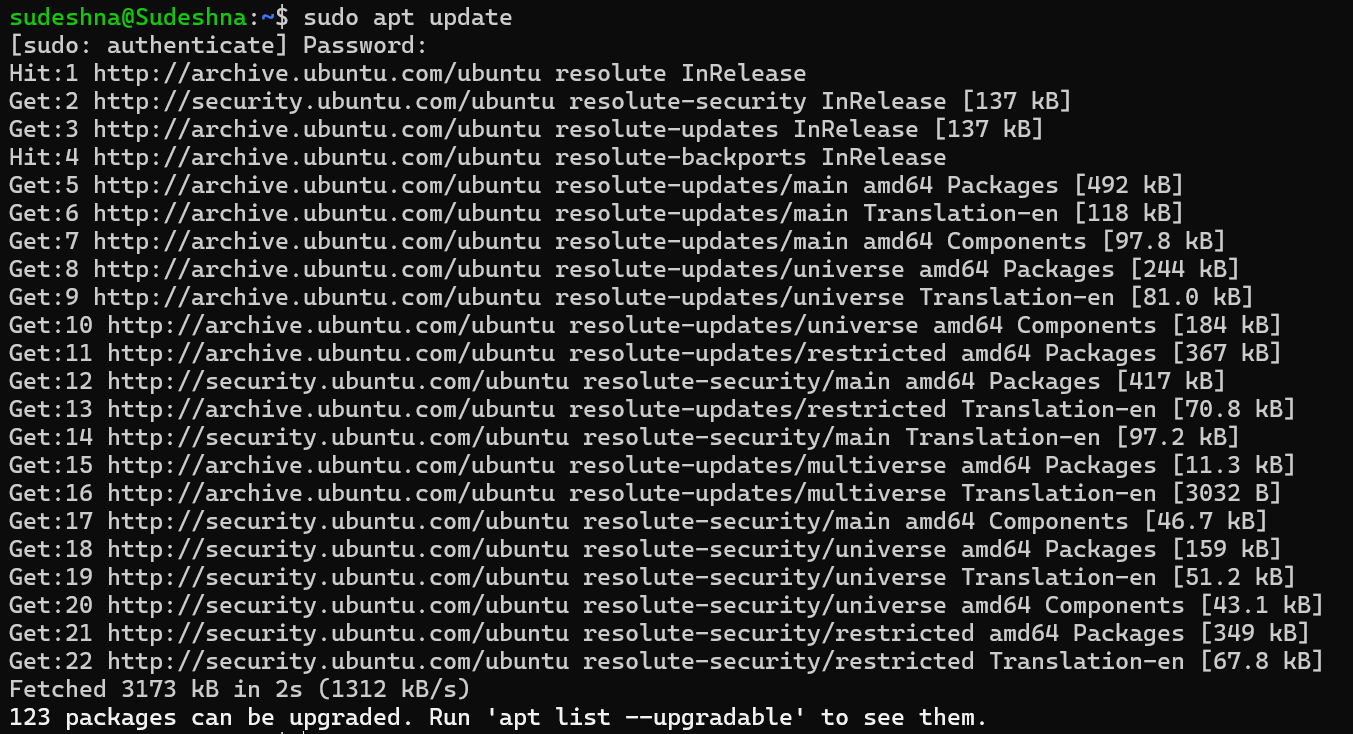 sudeshna@Sudeshna:~$ sudo apt update
[sudo: authenticate] Password:
Hit:1 http://archive.ubuntu.com/ubuntu resolute InRelease
Get:2 http://security.ubuntu.com/ubuntu resolute-security InRelease [137 kB]
Get:3 http://archive.ubuntu.com/ubuntu resolute-updates InRelease [137 kB]
Hit:4 http://archive.ubuntu.com/ubuntu resolute-backports InRelease
Get:5 http://archive.ubuntu.com/ubuntu resolute-updates/main amd64 Packages [492 kB]
Get:6 http://archive.ubuntu.com/ubuntu resolute-updates/main Translation-en [118 kB]
Get:7 http://archive.ubuntu.com/ubuntu resolute-updates/main amd64 Components [97.8 kB]
Get:8 http://archive.ubuntu.com/ubuntu resolute-updates/universe amd64 Packages [244 kB]
Get:9 http://archive.ubuntu.com/ubuntu resolute-updates/universe Translation-en [81.0 kB]
Get:10 http://archive.ubuntu.com/ubuntu resolute-updates/universe amd64 Components [184 kB]
Get:11 http://archive.ubuntu.com/ubuntu resolute-updates/restricted amd64 Packages [367 kB]
Get:12 http://security.ubuntu.com/ubuntu resolute-security/main amd64 Packages [417 kB]
Get:13 http://archive.ubuntu.com/ubuntu resolute-updates/restricted Translation-en [70.8 kB]
Get:14 http://security.ubuntu.com/ubuntu resolute-security/main Translation-en [97.2 kB]
Get:15 http://archive.ubuntu.com/ubuntu resolute-updates/multiverse amd64 Packages [11.3 kB]
Get:16 http://archive.ubuntu.com/ubuntu resolute-updates/multiverse Translation-en [3032 B]
Get:17 http://security.ubuntu.com/ubuntu resolute-security/main amd64 Components [46.7 kB]
Get:18 http://security.ubuntu.com/ubuntu resolute-security/universe amd64 Packages [159 kB]
Get:19 http://security.ubuntu.com/ubuntu resolute-security/universe Translation-en [51.2 kB]
Get:20 http://security.ubuntu.com/ubuntu resolute-security/universe amd64 Components [43.1 kB]
Get:21 http://security.ubuntu.com/ubuntu resolute-security/restricted amd64 Packages [349 kB]
Get:22 http://security.ubuntu.com/ubuntu resolute-security/restricted Translation-en [67.8 kB]
Fetched 3173 kB in 2s (1312 kB/s)
123 packages can be upgraded. Run 'apt list --upgradable' to see them.